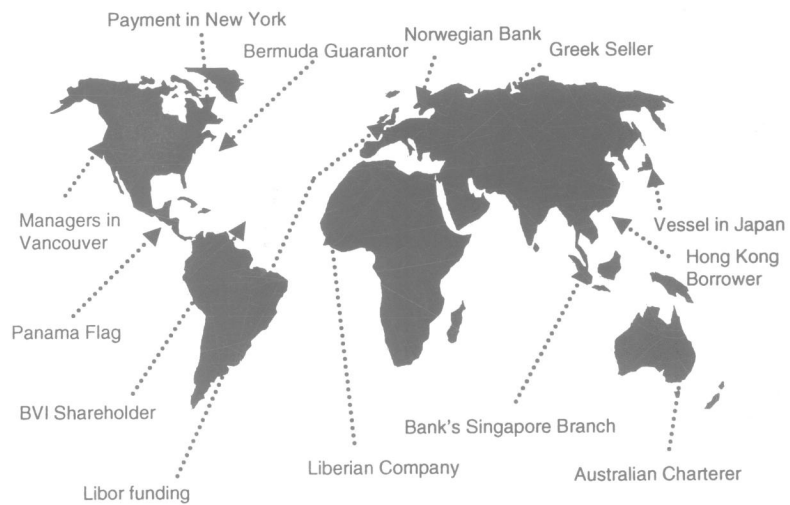 Payment in New York
Bermuda Guarantor
Norwegian Bank
Greek Seller
Managers in
Vancouver
Vessel in Japan
Hong Kong
Borrower
Panama Flag
BVI Shareholder
Bank's Singapore Branch
Liberian Company
Australian Charterer
Libor funding